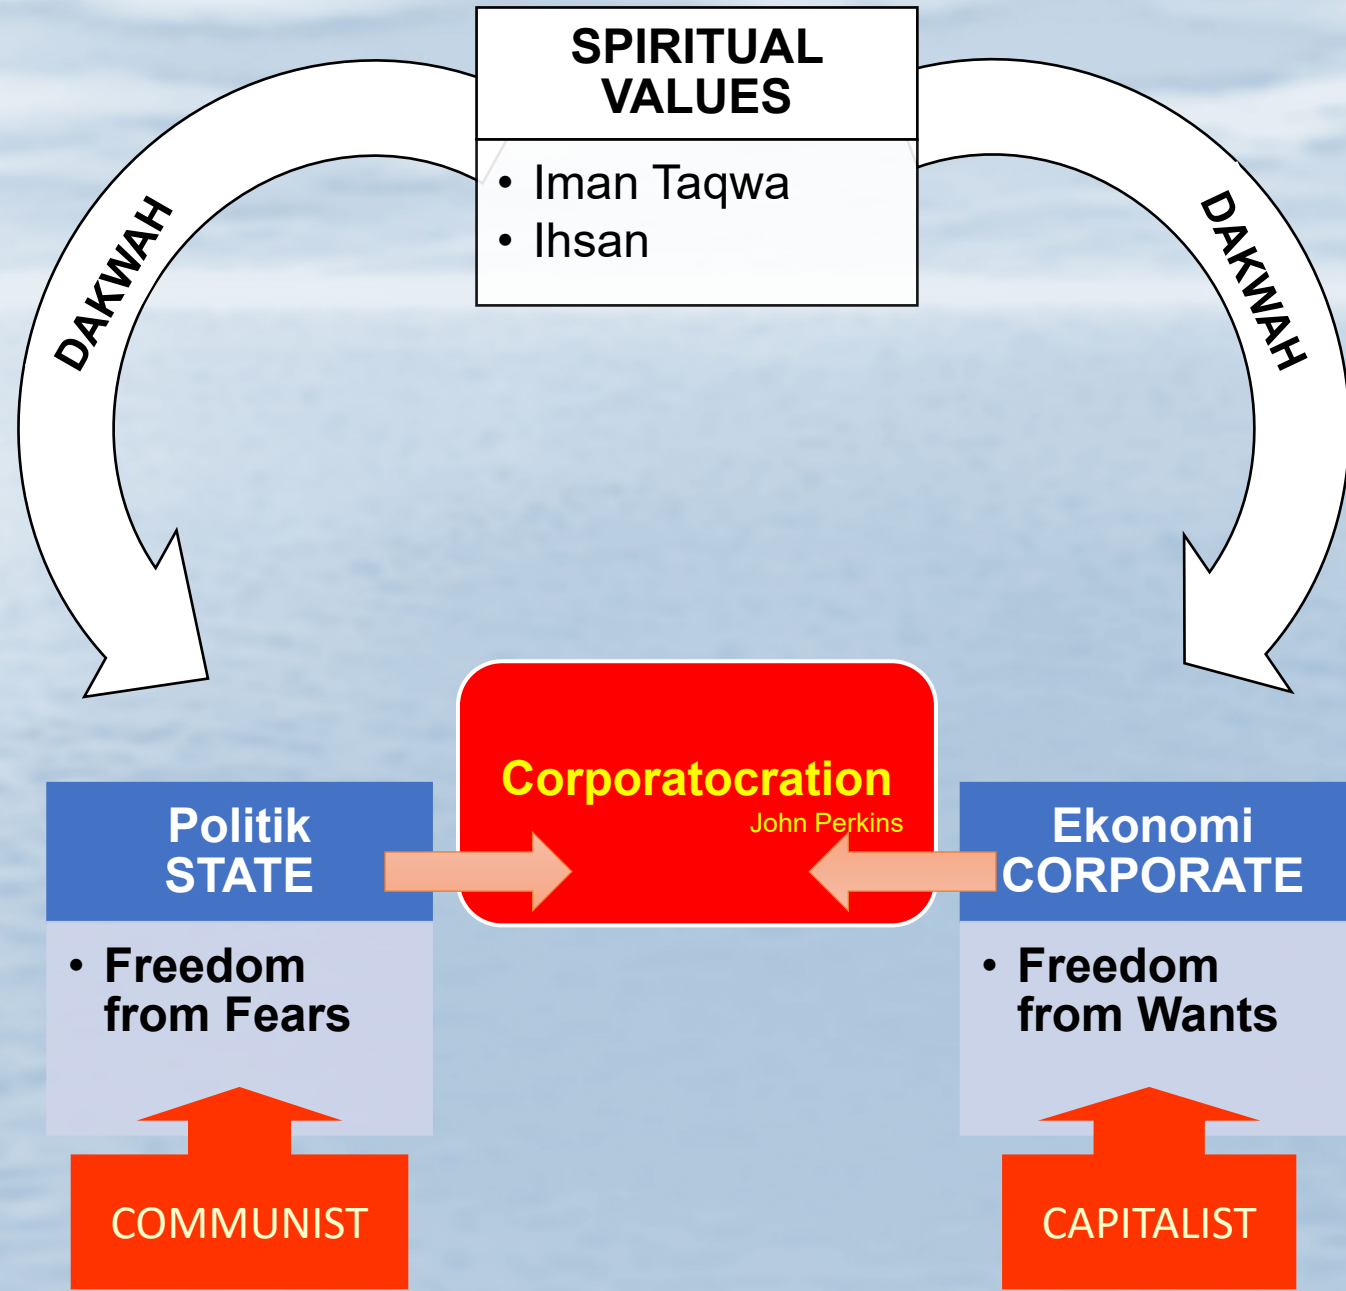 SPIRITUAL
VALUES
• Iman Taqwa
• Ihsan
DAKWAH
DAKWAH
Corporatocration
John Perkins
Politik
STATE
• Freedom
from Fears
Ekonomi
CORPORATE
• Freedom
from Wants
COMMUNIST
CAPITALIST